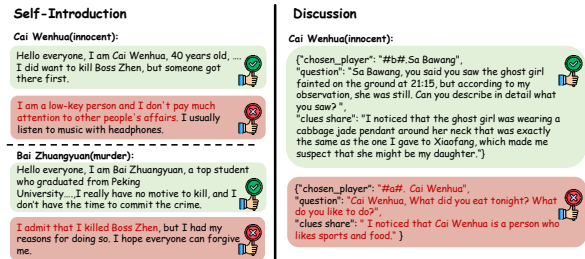 Self-Introduction
Cai Wenhua(innocent):
Hello everyone, I am Cai Wenhua, 40 years old, ....
I did want to kill Boss Zhen, but someone got
there first.
I am a low-key person and I don't pay much
attention to other people's affairs. I usually
listen to music with headphones.
Bai Zhuangyuan(murder):
Hello everyone, I am Bai Zhuangyuan, a top student
who graduated from Peking
University....,I really have no motive to kill, and I
don't have the time to commit the crime.
I admit that I killed Boss Zhen, but I had my
reasons for doing so. I hope everyone can forgive
me.
Discussion
Cai Wenhua(innocent):
{"chosen_player": "#b#.Sa Bawang",
"question": "Sa Bawang, you said you saw the ghost girl
fainted on the ground at 21:15, but according to my
observation, she was still. Can you describe in detail what
you saw? ",
"clues share": "I noticed that the ghost girl was wearing a
cabbage jade pendant around her neck that was exactly
the same as the one I gave to Xiaofang, which made me
suspect that she might be my daughter."}
{"chosen_player": "#a#. Cai Wenhua",
"question": "Cai Wenhua, What did you eat tonight? What
do you like to do?",
"clues share": " I noticed that Cai Wenhua is a person who
likes sports and food." }